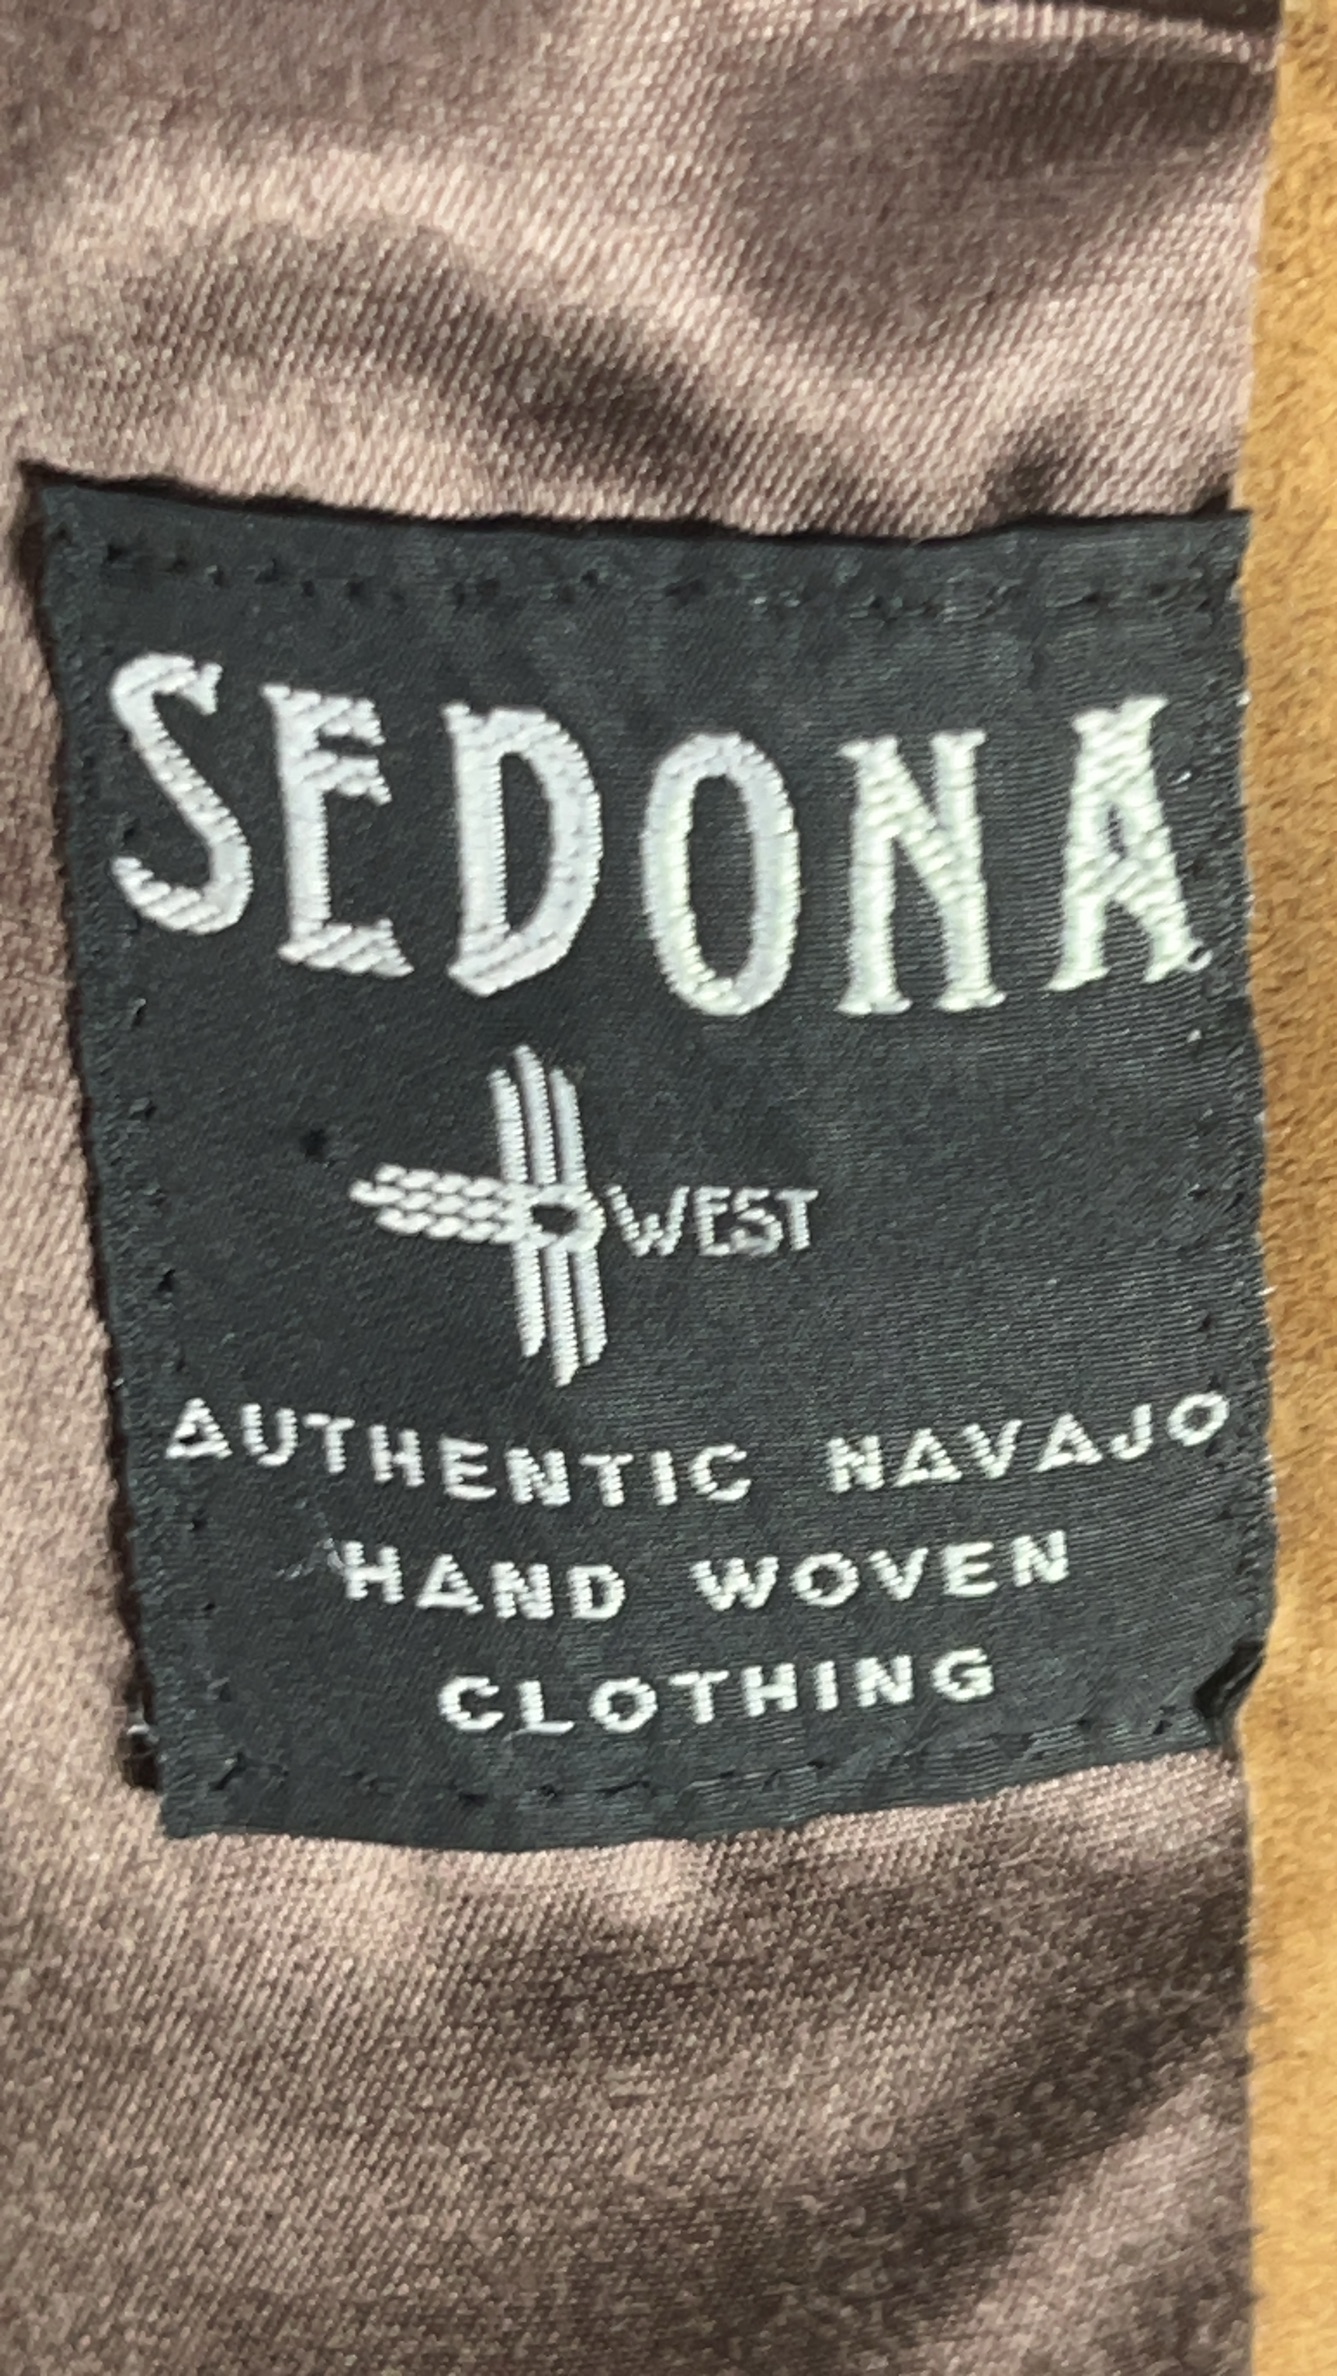 SEDONA
WEST
AUTHENTIC NAVAJO
HAND WOVEN
CLOTHING